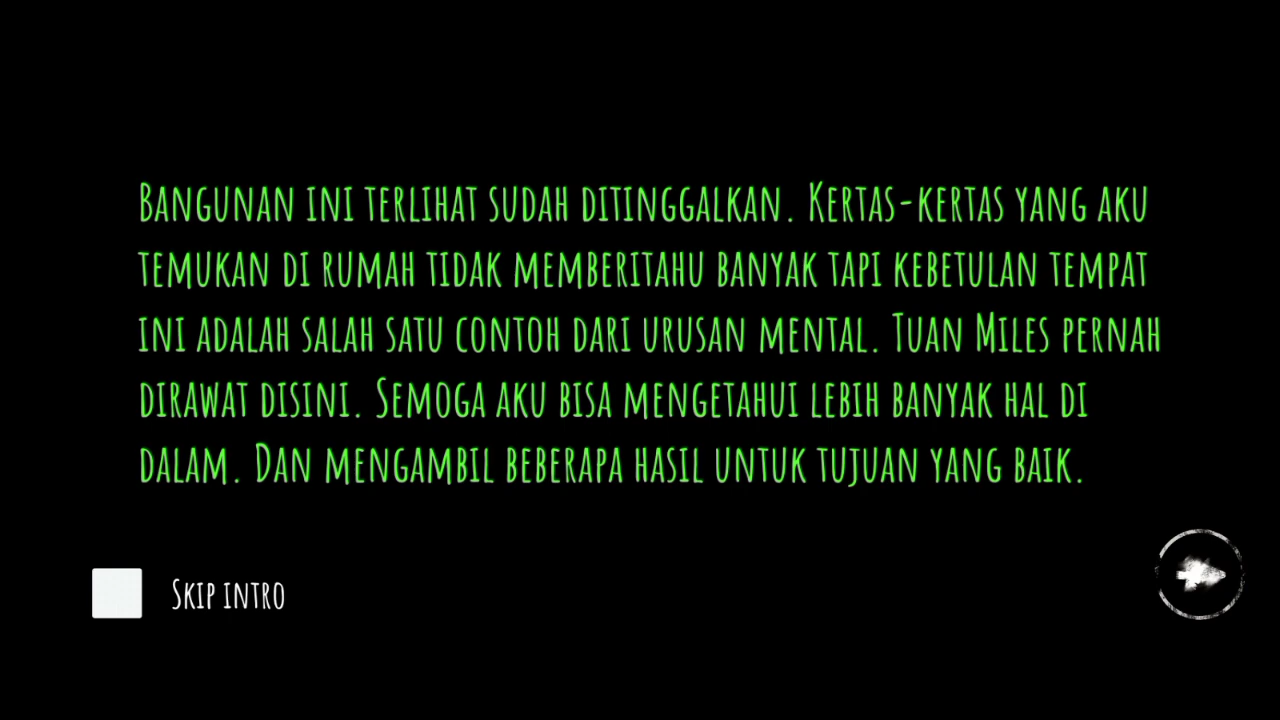 Bangunan ini terlihat sudah ditinggalkan. Kertas-kertas yang aku
temukan di rumah tidak memberitahu banyak tapi kebetulan tempat
ini adalah salah satu contoh dari urusan mental. Tuan Miles pernah
dirawat disini. Semoga aku bisa mengetahui lebih banyak hal di
dalam. Dan mengambil beberapa hasil untuk tujuan yang baik.
Skip intro